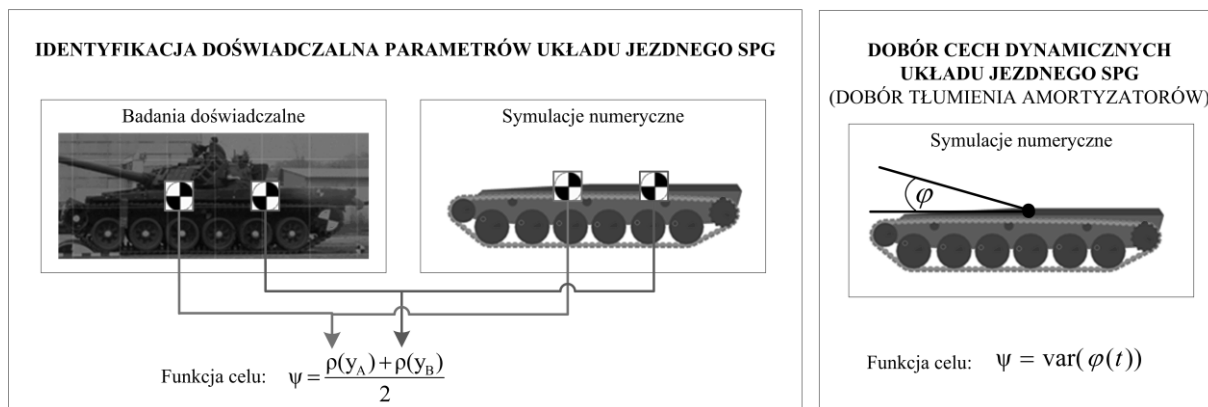 IDENTYFIKACJA DOŚWIADCZALNA PARAMETRÓW UKŁADU JEZDNEGO SPG
Badania doświadczalne
Symulacje numeryczne
Funkcja celu: ψ = (ρ(y_A) + ρ(y_B)) / 2
DOBÓR CECH DYNAMICZNYCH
UKŁADU JEZDNEGO SPG
(DOBÓR TŁUMIENIA AMORTYZATORÓW)
Symulacje numeryczne
φ
Funkcja celu: ψ = var(φ(t))